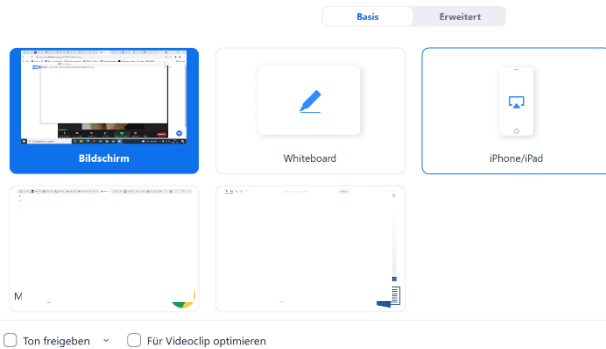 Basis Erweitert
Bildschirm Whiteboard iPhone/iPad
M
Ton freigeben Für Videoclip optimieren